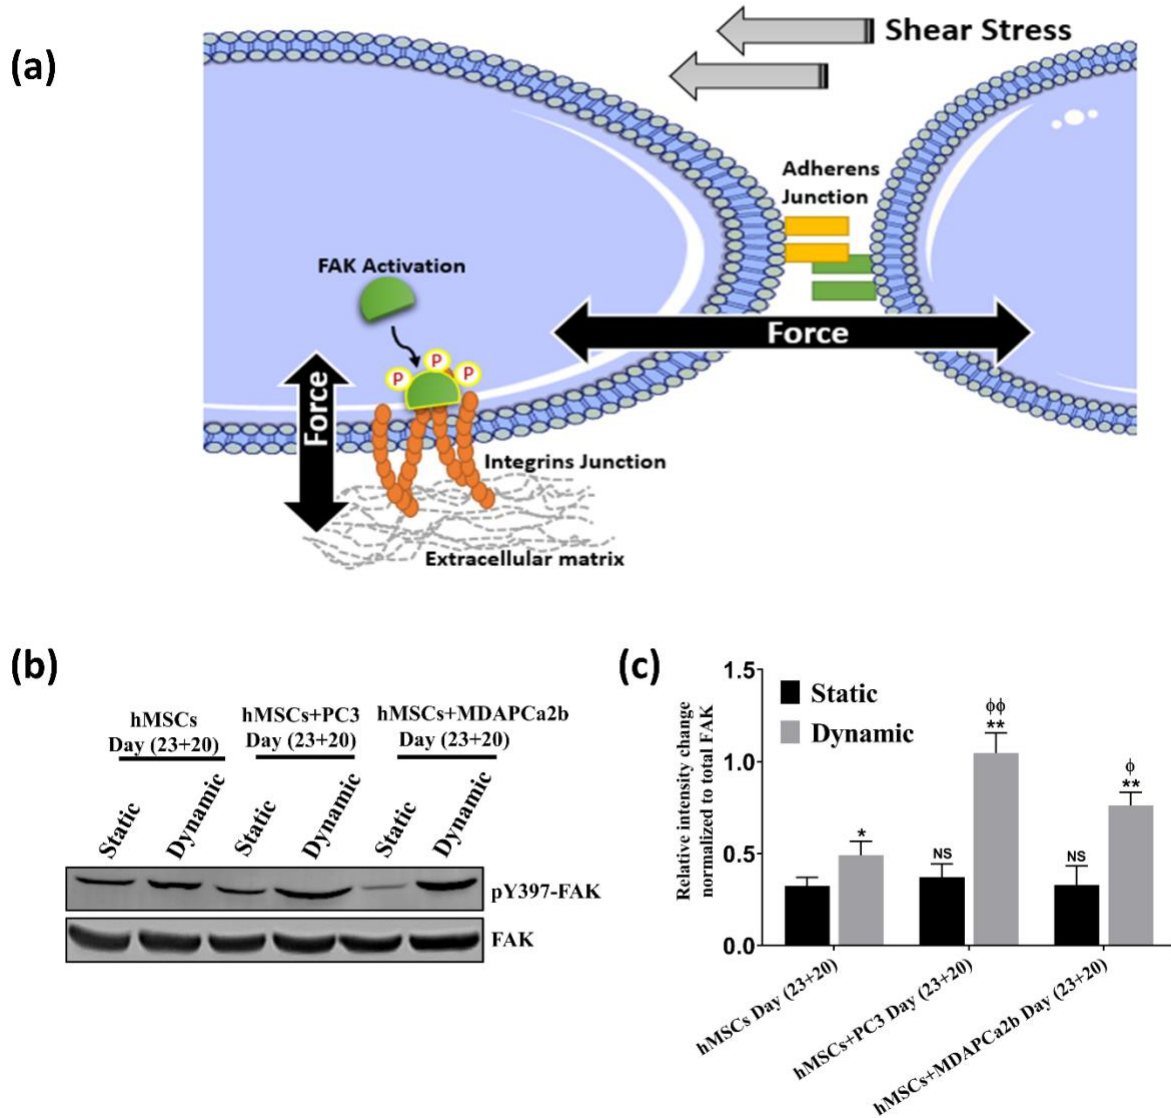 (a)
Shear Stress
Adherens
Junction
FAK Activation
P
P
P
Force
Force
Integrins Junction
Extracellular matrix
(b)
hMSCs
Day (23+20)
hMSCs+PC3
Day (23+20)
hMSCs+MDAPCa2b
Day (23+20)
Static
Dynamic
Static
Dynamic
Static
Dynamic
pY397-FAK
FAK
(c)
Relative intensity change
normalized to total FAK
1.5
1.0
0.5
0.0
Static
Dynamic
*
NS
ϕϕ
**
NS
ϕ
**
hMSCs Day (23+20)
hMSCs+PC3 Day (23+20)
hMSCs+MDAPCa2b Day (23+20)